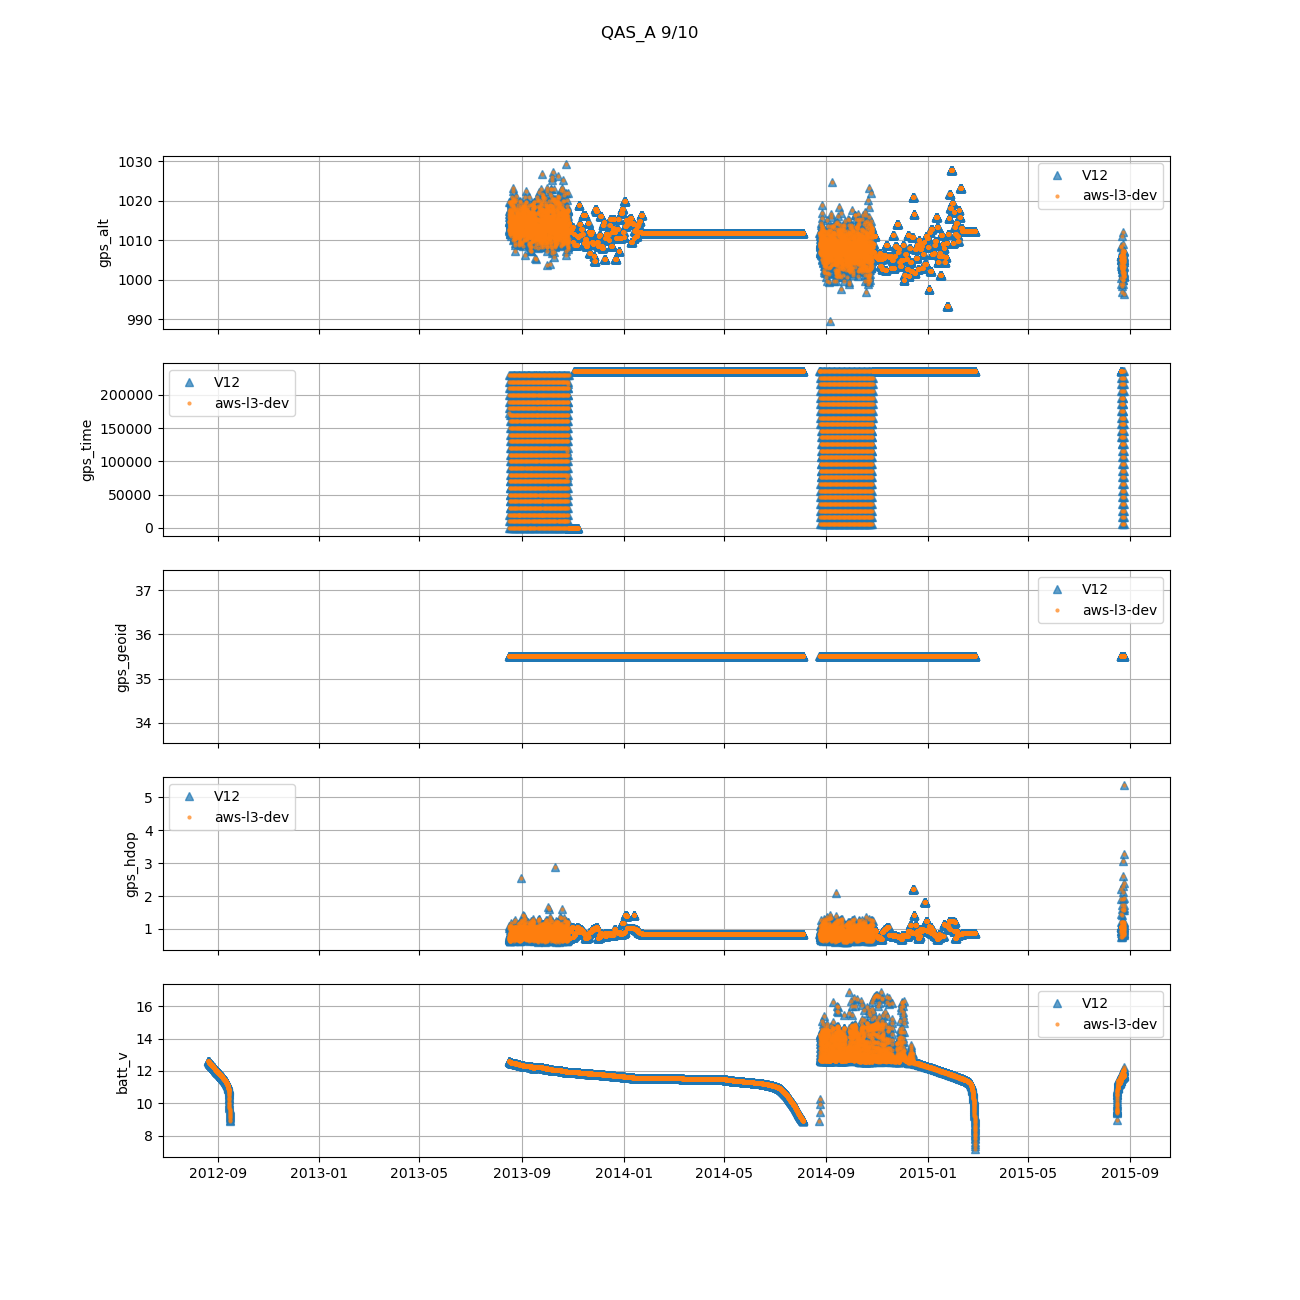 QAS_A 9/10
gps_alt
1030
1020
1010
1000
990
V12
aws-l3-dev
gps_time
200000
150000
100000
50000
0
V12
aws-l3-dev
gps_geoid
37
36
35
34
V12
aws-l3-dev
gps_hdop
5
4
3
2
1
V12
aws-l3-dev
batt_v
16
14
12
10
8
V12
aws-l3-dev
2012-09 2013-01 2013-05 2013-09 2014-01 2014-05 2014-09 2015-01 2015-05 2015-09